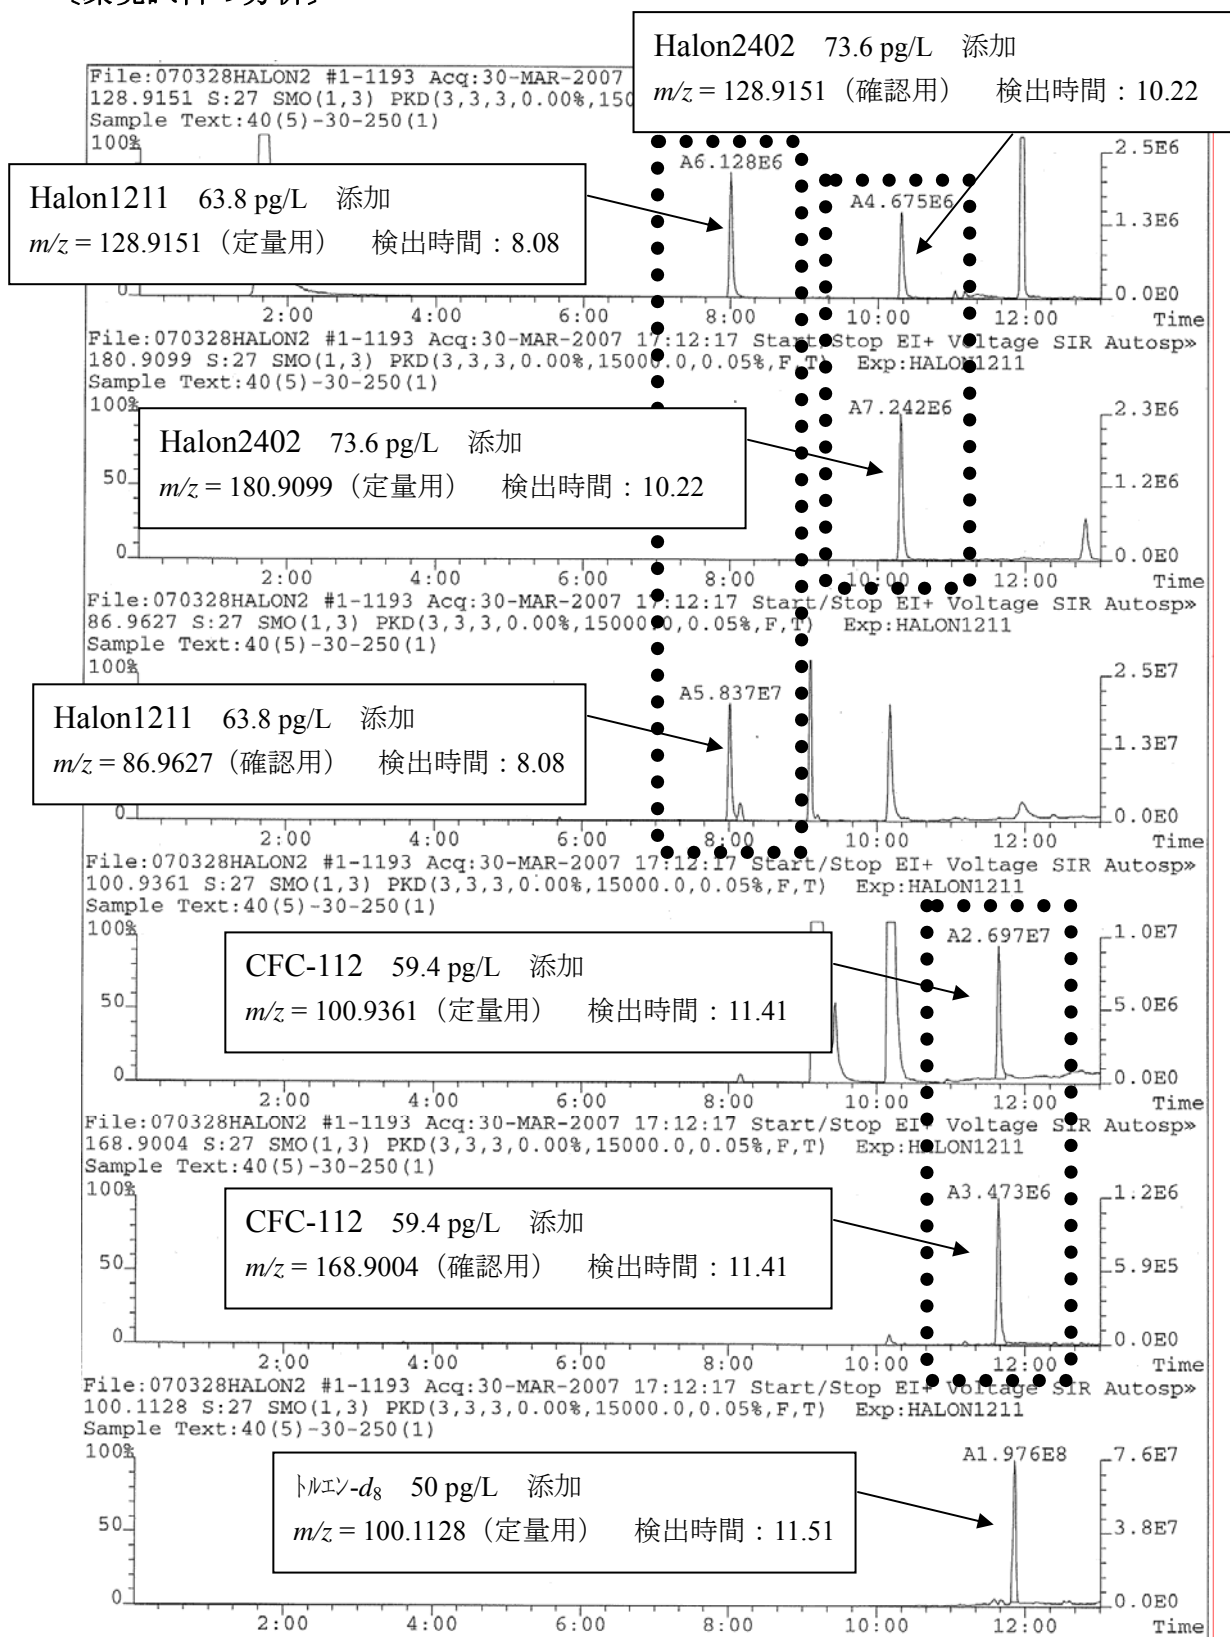 Halon2402 73.6 pg/L 添加
m/z = 128.9151（確認用） 検出時間：10.22
File:070328HALON2 #1-1193 Acq:30-MAR-2007
128.9151 S:27 SMO(1,3) PKD(3,3,3,0.00%,150
Sample Text:40(5)-30-250(1)
100%
A6.128E6
A4.675E6
2.5E6
1.3E6
0.0E0
Halon1211 63.8 pg/L 添加
m/z = 128.9151（定量用） 検出時間：8.08
0
2:00 4:00 6:00 8:00 10:00 12:00 Time
File:070328HALON2 #1-1193 Acq:30-MAR-2007 17:12:17 Start/Stop EI+ Voltage SIR Autosp»
180.9099 S:27 SMO(1,3) PKD(3,3,3,0.00%,15000.0,0.05%,F,T) Exp:HALON1211
Sample Text:40(5)-30-250(1)
100%
A7.242E6
2.3E6
Halon2402 73.6 pg/L 添加
m/z = 180.9099（定量用） 検出時間：10.22
50
1.2E6
0
0.0E0
2:00 4:00 6:00 8:00 10:00 12:00 Time
File:070328HALON2 #1-1193 Acq:30-MAR-2007 17:12:17 Start/Stop EI+ Voltage SIR Autosp»
86.9627 S:27 SMO(1,3) PKD(3,3,3,0.00%,15000.0,0.05%,F,T) Exp:HALON1211
Sample Text:40(5)-30-250(1)
100%
A5.837E7
2.5E7
Halon1211 63.8 pg/L 添加
m/z = 86.9627（確認用） 検出時間：8.08
1.3E7
0
0.0E0
2:00 4:00 6:00 8:00 10:00 12:00 Time
File:070328HALON2 #1-1193 Acq:30-MAR-2007 17:12:17 Start/Stop EI+ Voltage SIR Autosp»
100.9361 S:27 SMO(1,3) PKD(3,3,3,0.00%,15000.0,0.05%,F,T) Exp:HALON1211
Sample Text:40(5)-30-250(1)
100%
A2.697E7
1.0E7
CFC-112 59.4 pg/L 添加
m/z = 100.9361（定量用） 検出時間：11.41
50
5.0E6
0
0.0E0
2:00 4:00 6:00 8:00 10:00 12:00 Time
File:070328HALON2 #1-1193 Acq:30-MAR-2007 17:12:17 Start/Stop EI+ Voltage SIR Autosp»
168.9004 S:27 SMO(1,3) PKD(3,3,3,0.00%,15000.0,0.05%,F,T) Exp:HALON1211
Sample Text:40(5)-30-250(1)
100%
A3.473E6
1.2E6
CFC-112 59.4 pg/L 添加
m/z = 168.9004（確認用） 検出時間：11.41
50
5.9E5
0
0.0E0
2:00 4:00 6:00 8:00 10:00 12:00 Time
File:070328HALON2 #1-1193 Acq:30-MAR-2007 17:12:17 Start/Stop EI+ Voltage SIR Autosp»
100.1128 S:27 SMO(1,3) PKD(3,3,3,0.00%,15000.0,0.05%,F,T) Exp:HALON1211
Sample Text:40(5)-30-250(1)
100%
A1.976E8
7.6E7
ﾄﾙｴﾝ-d8 50 pg/L 添加
m/z = 100.1128（定量用） 検出時間：11.51
50
3.8E7
0
0.0E0
2:00 4:00 6:00 8:00 10:00 12:00 Time